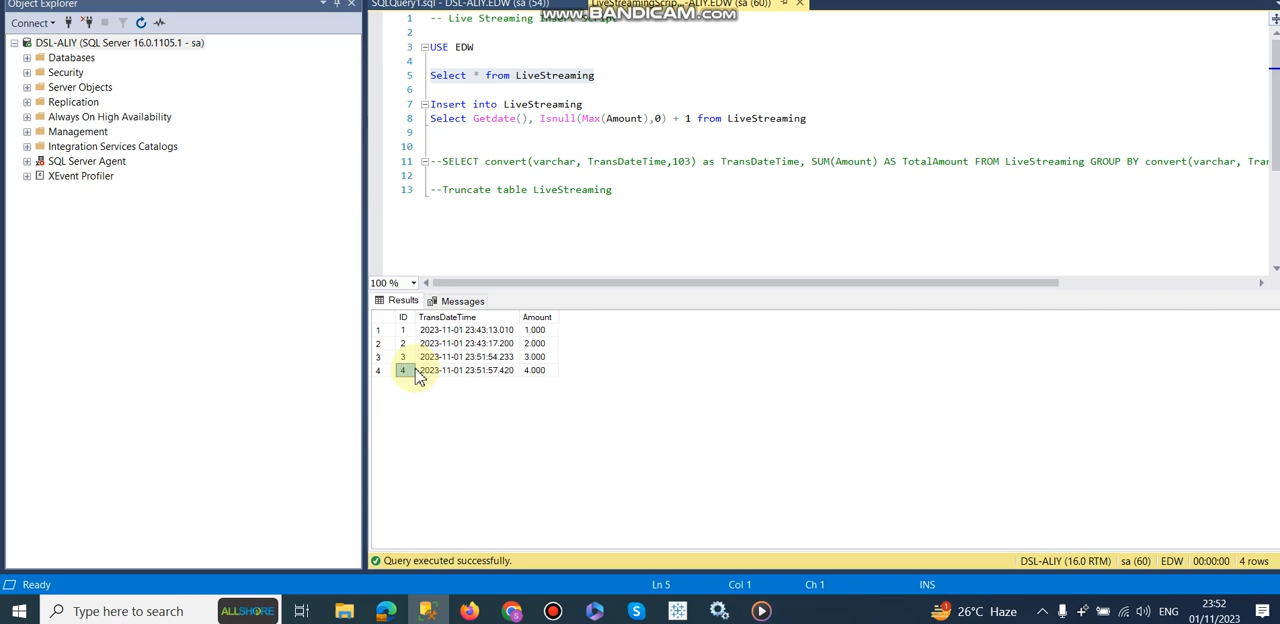 Object Explorer
SQLQuery1.sql - DSL-ALIY.EDW (sa (54))
LiveStreamingScrip...-ALIY.EDW (sa (60))
www.BANDICAM.com
Connect
DSL-ALIY (SQL Server 16.0.1105.1 - sa)
Databases
Security
Server Objects
Replication
Always On High Availability
Management
Integration Services Catalogs
SQL Server Agent
XEvent Profiler
1 -- Live Streaming Insert Script
2
3 USE EDW
4
5 Select * from LiveStreaming
6
7 Insert into LiveStreaming
8 Select Getdate(), Isnull(Max(Amount),0) + 1 from LiveStreaming
9
10
11 --SELECT convert(varchar, TransDateTime,103) as TransDateTime, SUM(Amount) AS TotalAmount FROM LiveStreaming GROUP BY convert(varchar, Tran
12
13 --Truncate table LiveStreaming
100 %
Results Messages
ID TransDateTime Amount
1 1 2023-11-01 23:43:13.010 1.000
2 2 2023-11-01 23:43:17.200 2.000
3 3 2023-11-01 23:51:54.233 3.000
4 4 2023-11-01 23:51:57.420 4.000
Query executed successfully. DSL-ALIY (16.0 RTM) sa (60) EDW 00:00:00 4 rows
Ready Ln 5 Col 1 Ch 1 INS
Type here to search ALLSHORE 26°C Haze ENG 23:52
01/11/2023